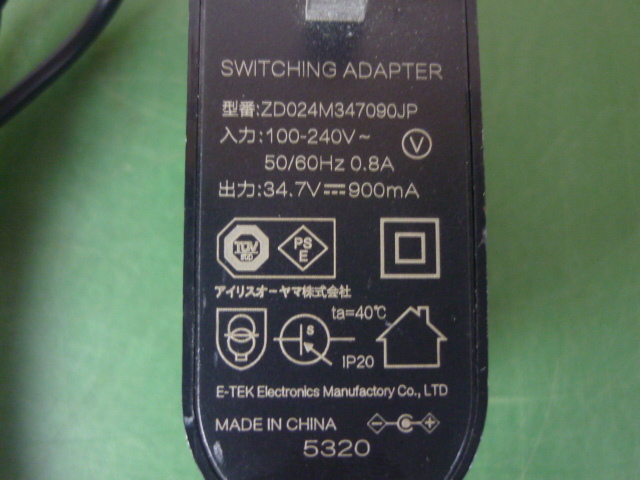 SWITCHING ADAPTER
型番:ZD024M347090JP
入力:100-240V~
50/60Hz 0.8A
V
出力:34.7V⎓900mA
TÜV
PS
E
アイリスオーヤマ株式会社
ta=40℃
S
IP20
E-TEK Electronics Manufactory Co., LTD
MADE IN CHINA
5320